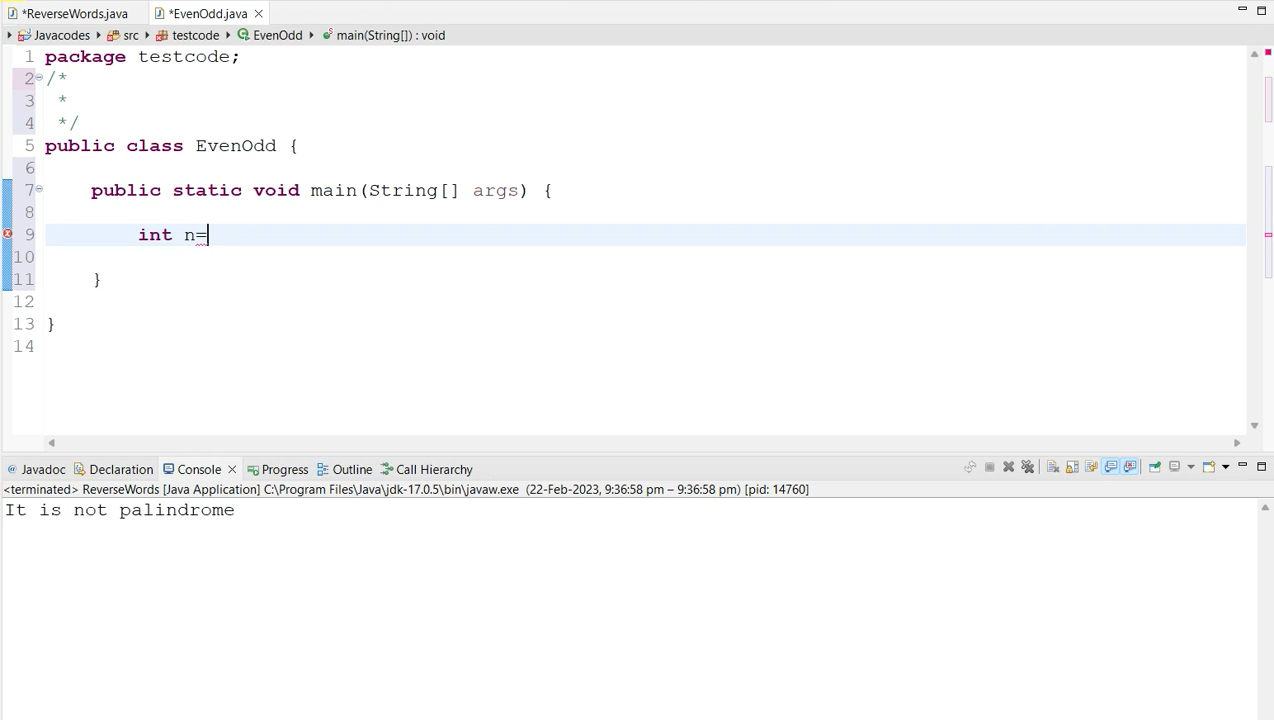 *ReverseWords.java *EvenOdd.java
Javacodes src testcode EvenOdd main(String[]) : void
1 package testcode;
2 /*
3  *
4  */
5 public class EvenOdd {
6
7     public static void main(String[] args) {
8
9         int n=
10
11     }
12
13 }
14
Javadoc Declaration Console Progress Outline Call Hierarchy
<terminated> ReverseWords [Java Application] C:\Program Files\Java\jdk-17.0.5\bin\javaw.exe (22-Feb-2023, 9:36:58 pm – 9:36:58 pm) [pid: 14760]
It is not palindrome